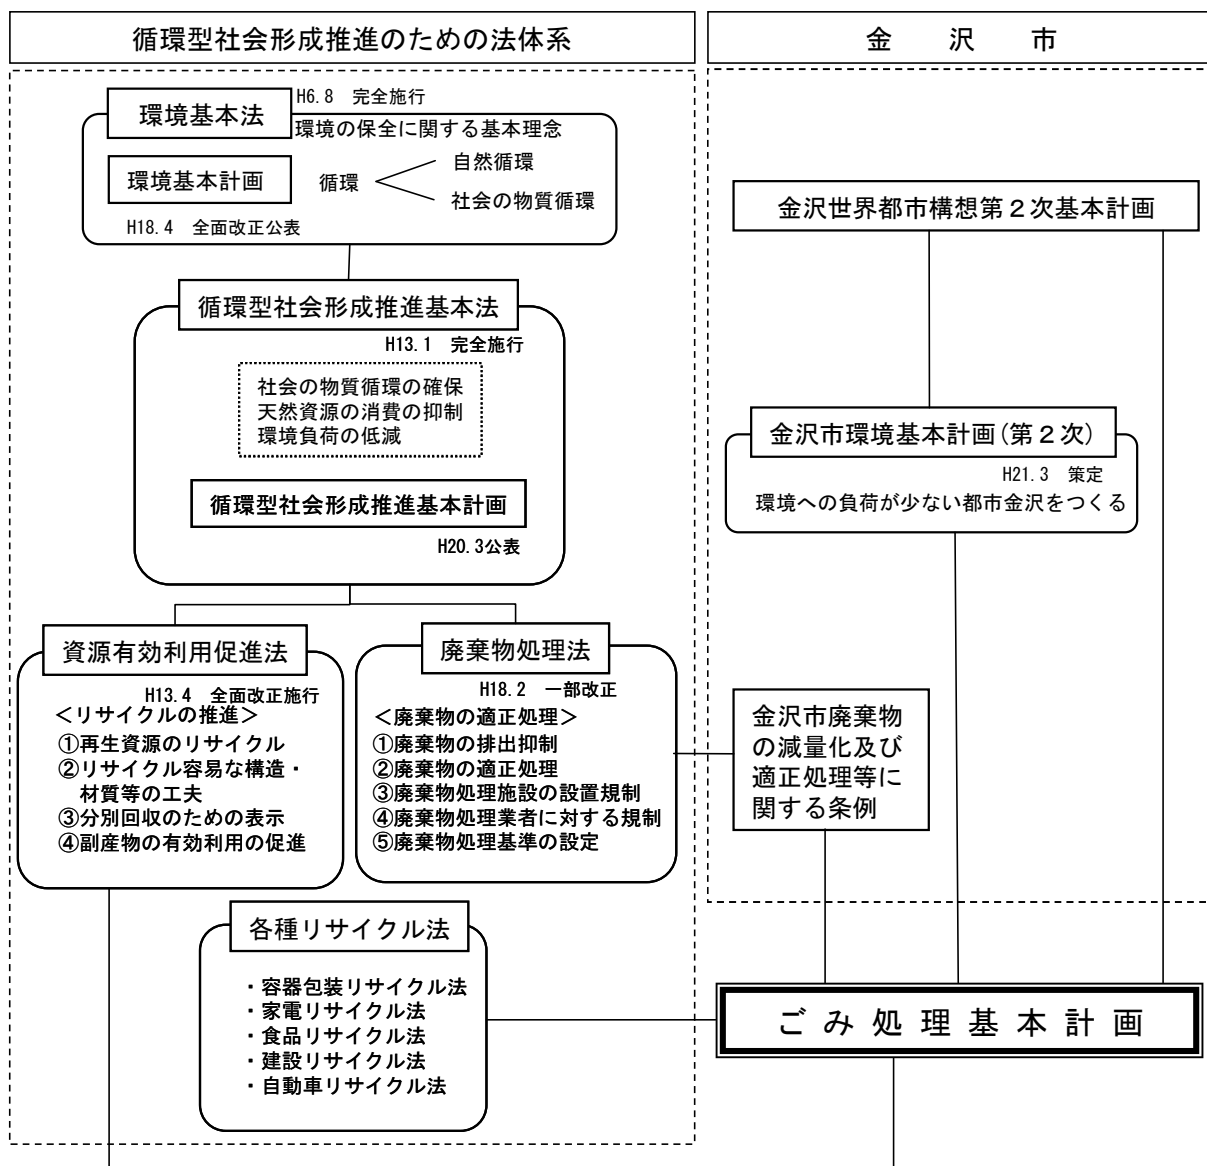 循環型社会形成推進のための法体系
環境基本法
H6.8 完全施行
環境の保全に関する基本理念
環境基本計画
循環
自然循環
社会の物質循環
H18.4 全面改正公表
循環型社会形成推進基本法
H13.1 完全施行
社会の物質循環の確保
天然資源の消費の抑制
環境負荷の低減
循環型社会形成推進基本計画
H20.3公表
資源有効利用促進法
H13.4 全面改正施行
＜リサイクルの推進＞
①再生資源のリサイクル
②リサイクル容易な構造・
材質等の工夫
③分別回収のための表示
④副産物の有効利用の促進
廃棄物処理法
H18.2 一部改正
＜廃棄物の適正処理＞
①廃棄物の排出抑制
②廃棄物の適正処理
③廃棄物処理施設の設置規制
④廃棄物処理業者に対する規制
⑤廃棄物処理基準の設定
各種リサイクル法
・容器包装リサイクル法
・家電リサイクル法
・食品リサイクル法
・建設リサイクル法
・自動車リサイクル法
金沢市
金沢世界都市構想第２次基本計画
金沢市環境基本計画(第２次)
H21.3 策定
環境への負荷が少ない都市金沢をつくる
金沢市廃棄物
の減量化及び
適正処理等に
関する条例
ごみ処理基本計画